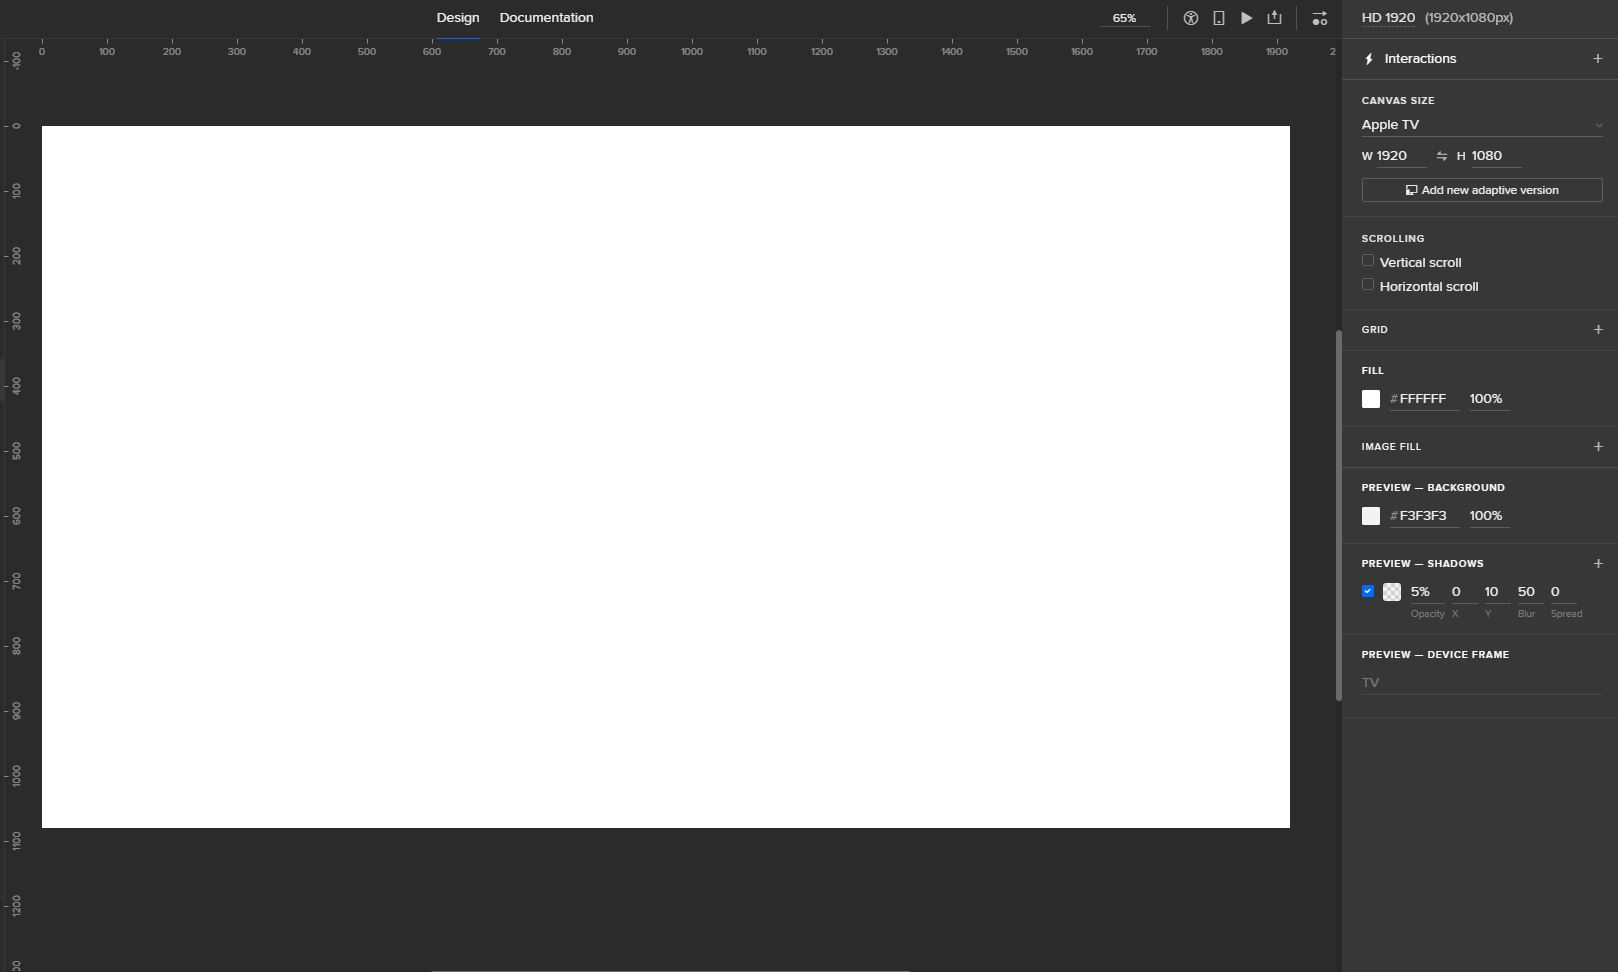 Design Documentation 65% HD 1920 (1920x1080px)
0 100 200 300 400 500 600 700 800 900 1000 1100 1200 1300 1400 1500 1600 1700 1800 1900 2
-100
0
100
200
300
400
500
600
700
800
900
1000
1100
1200
00
Interactions +
CANVAS SIZE
Apple TV
W 1920 H 1080
Add new adaptive version
SCROLLING
Vertical scroll
Horizontal scroll
GRID +
FILL
# FFFFFF 100%
IMAGE FILL +
PREVIEW — BACKGROUND
# F3F3F3 100%
PREVIEW — SHADOWS +
5% 0 10 50 0
Opacity X Y Blur Spread
PREVIEW — DEVICE FRAME
TV